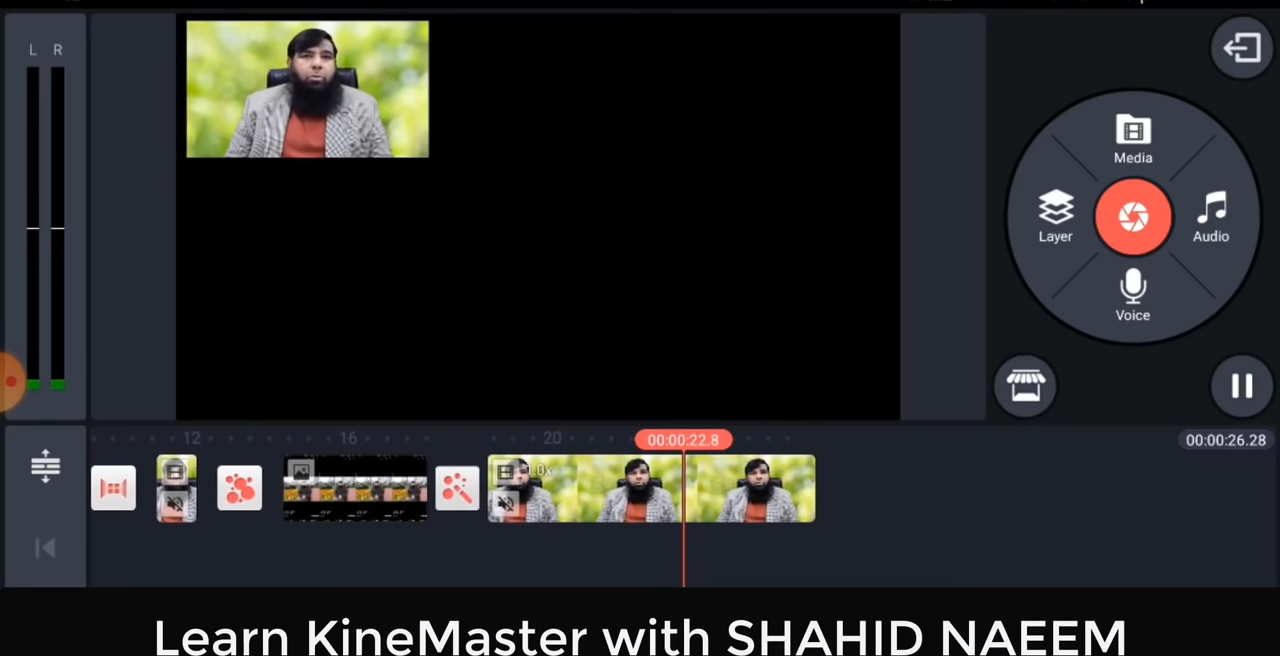 L R
Media
Layer
Audio
Voice
12
16
20
00:00:22.8
00:00:26.28
1.0x
Learn KineMaster with SHAHID NAEEM